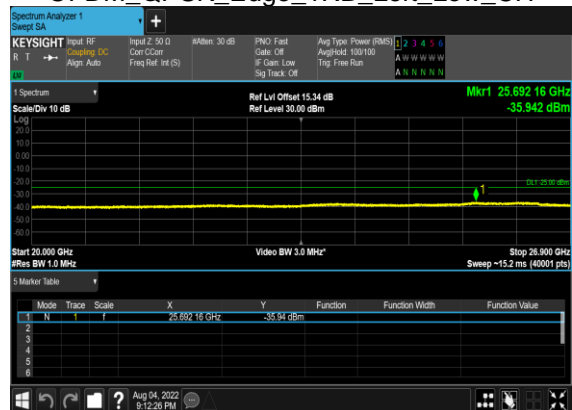 Spectrum Analyzer 1
Swept SA
+
KEYSIGHT Input: RF Input Z: 50 Ω #Atten: 30 dB PNO: Fast Avg Type: Power (RMS) 1 2 3 4 5 6
R T Coupling: DC Corr CCorr Gate: Off Avg|Hold: 100/100 A W W W W W
Align: Auto Freq Ref: Int (S) IF Gain: Low Trig: Free Run
Sig Track: Off A N N N N N
LW
1 Spectrum Ref Lvl Offset 15.34 dB Mkr1 25.692 16 GHz
Scale/Div 10 dB Ref Level 30.00 dBm -35.942 dBm
Log
20.0
10.0
0.00
-10.0
-20.0
DL1 -25.00 dBm
-30.0
1
-40.0
-50.0
-60.0
Start 20.000 GHz Video BW 3.0 MHz* Stop 26.900 GHz
#Res BW 1.0 MHz Sweep ~15.2 ms (40001 pts)
5 Marker Table
Mode Trace Scale X Y Function Function Width Function Value
1 N 1 f 25.692 16 GHz -35.94 dBm
2
3
4
5
6
? Aug 04, 2022
9:12:26 PM